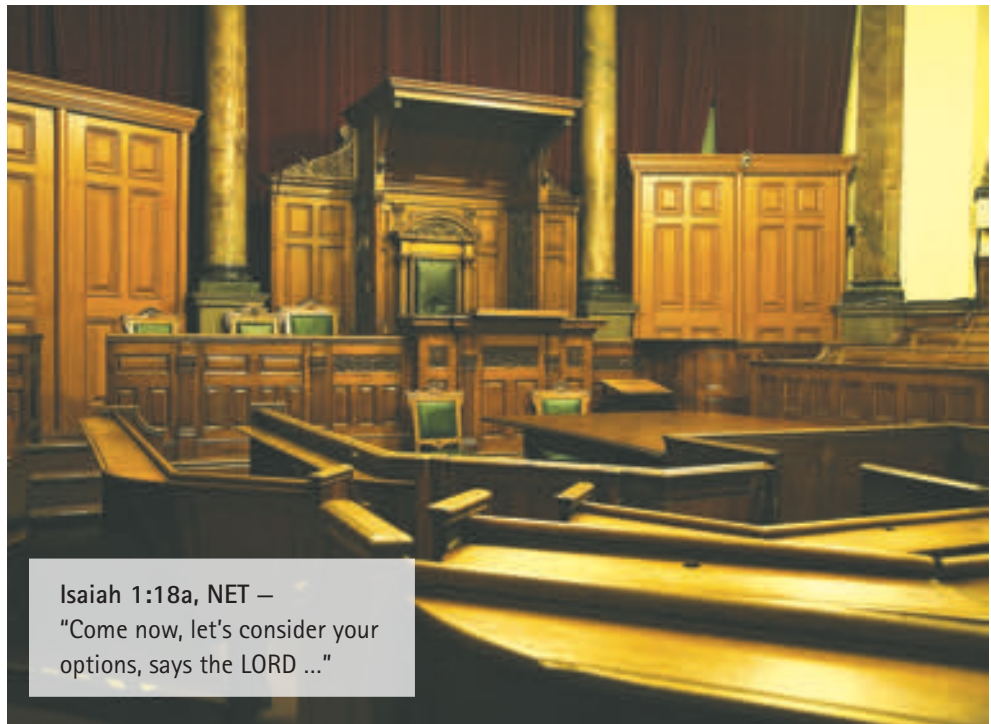 Isaiah 1:18a, NET —
“Come now, let's consider your
options, says the LORD ...”